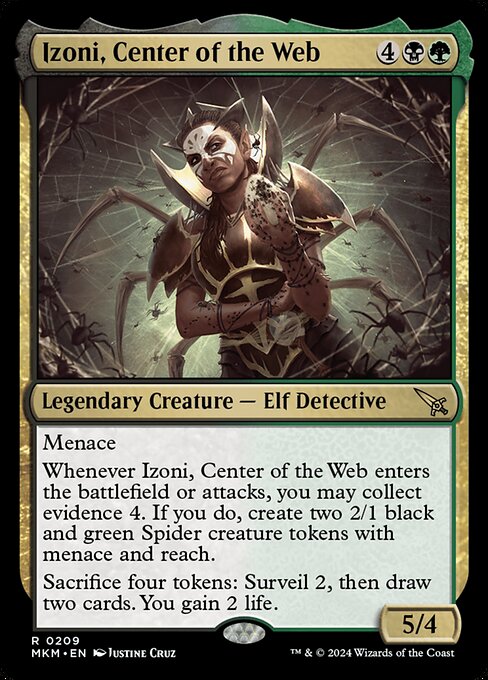 Izoni, Center of the Web 4
Legendary Creature — Elf Detective
Menace
Whenever Izoni, Center of the Web enters
the battlefield or attacks, you may collect
evidence 4. If you do, create two 2/1 black
and green Spider creature tokens with
menace and reach.
Sacrifice four tokens: Surveil 2, then draw
two cards. You gain 2 life.
5/4
R 0209
MKM • EN Justine Cruz
™ & © 2024 Wizards of the Coast